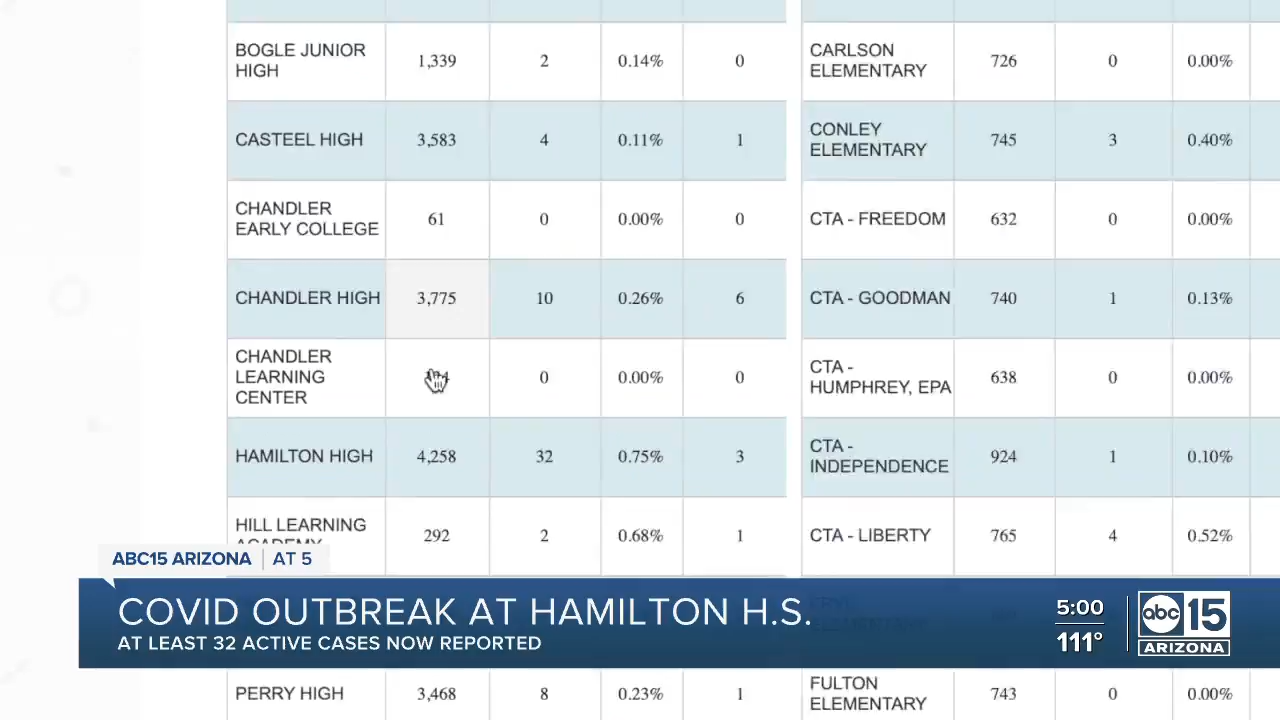 BOGLE JUNIOR
HIGH
1,339
2
0.14%
0
CARLSON
ELEMENTARY
726
0
0.00%
CASTEEL HIGH
3,583
4
0.11%
1
CONLEY
ELEMENTARY
745
3
0.40%
CHANDLER
EARLY COLLEGE
61
0
0.00%
0
CTA - FREEDOM
632
0
0.00%
CHANDLER HIGH
3,775
10
0.26%
6
CTA - GOODMAN
740
1
0.13%
CHANDLER
LEARNING
CENTER
0
0.00%
0
CTA -
HUMPHREY, EPA
638
0
0.00%
HAMILTON HIGH
4,258
32
0.75%
3
CTA -
INDEPENDENCE
924
1
0.10%
HILL LEARNING
ACADEMY
292
2
0.68%
1
CTA - LIBERTY
765
4
0.52%
ABC15 ARIZONA | AT 5
COVID OUTBREAK AT HAMILTON H.S.
AT LEAST 32 ACTIVE CASES NOW REPORTED
5:00
111°
abc 15
ARIZONA
PERRY HIGH
3,468
8
0.23%
1
FULTON
ELEMENTARY
743
0
0.00%